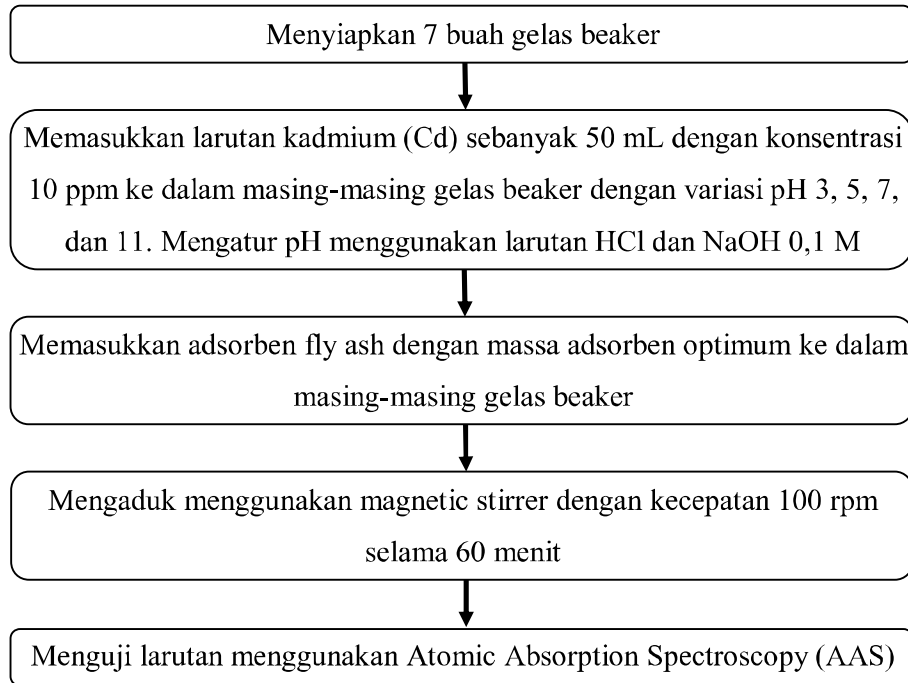 Menyiapkan 7 buah gelas beaker
Memasukkan larutan kadmium (Cd) sebanyak 50 mL dengan konsentrasi
10 ppm ke dalam masing-masing gelas beaker dengan variasi pH 3, 5, 7,
dan 11. Mengatur pH menggunakan larutan HCl dan NaOH 0,1 M
Memasukkan adsorben fly ash dengan massa adsorben optimum ke dalam
masing-masing gelas beaker
Mengaduk menggunakan magnetic stirrer dengan kecepatan 100 rpm
selama 60 menit
Menguji larutan menggunakan Atomic Absorption Spectroscopy (AAS)